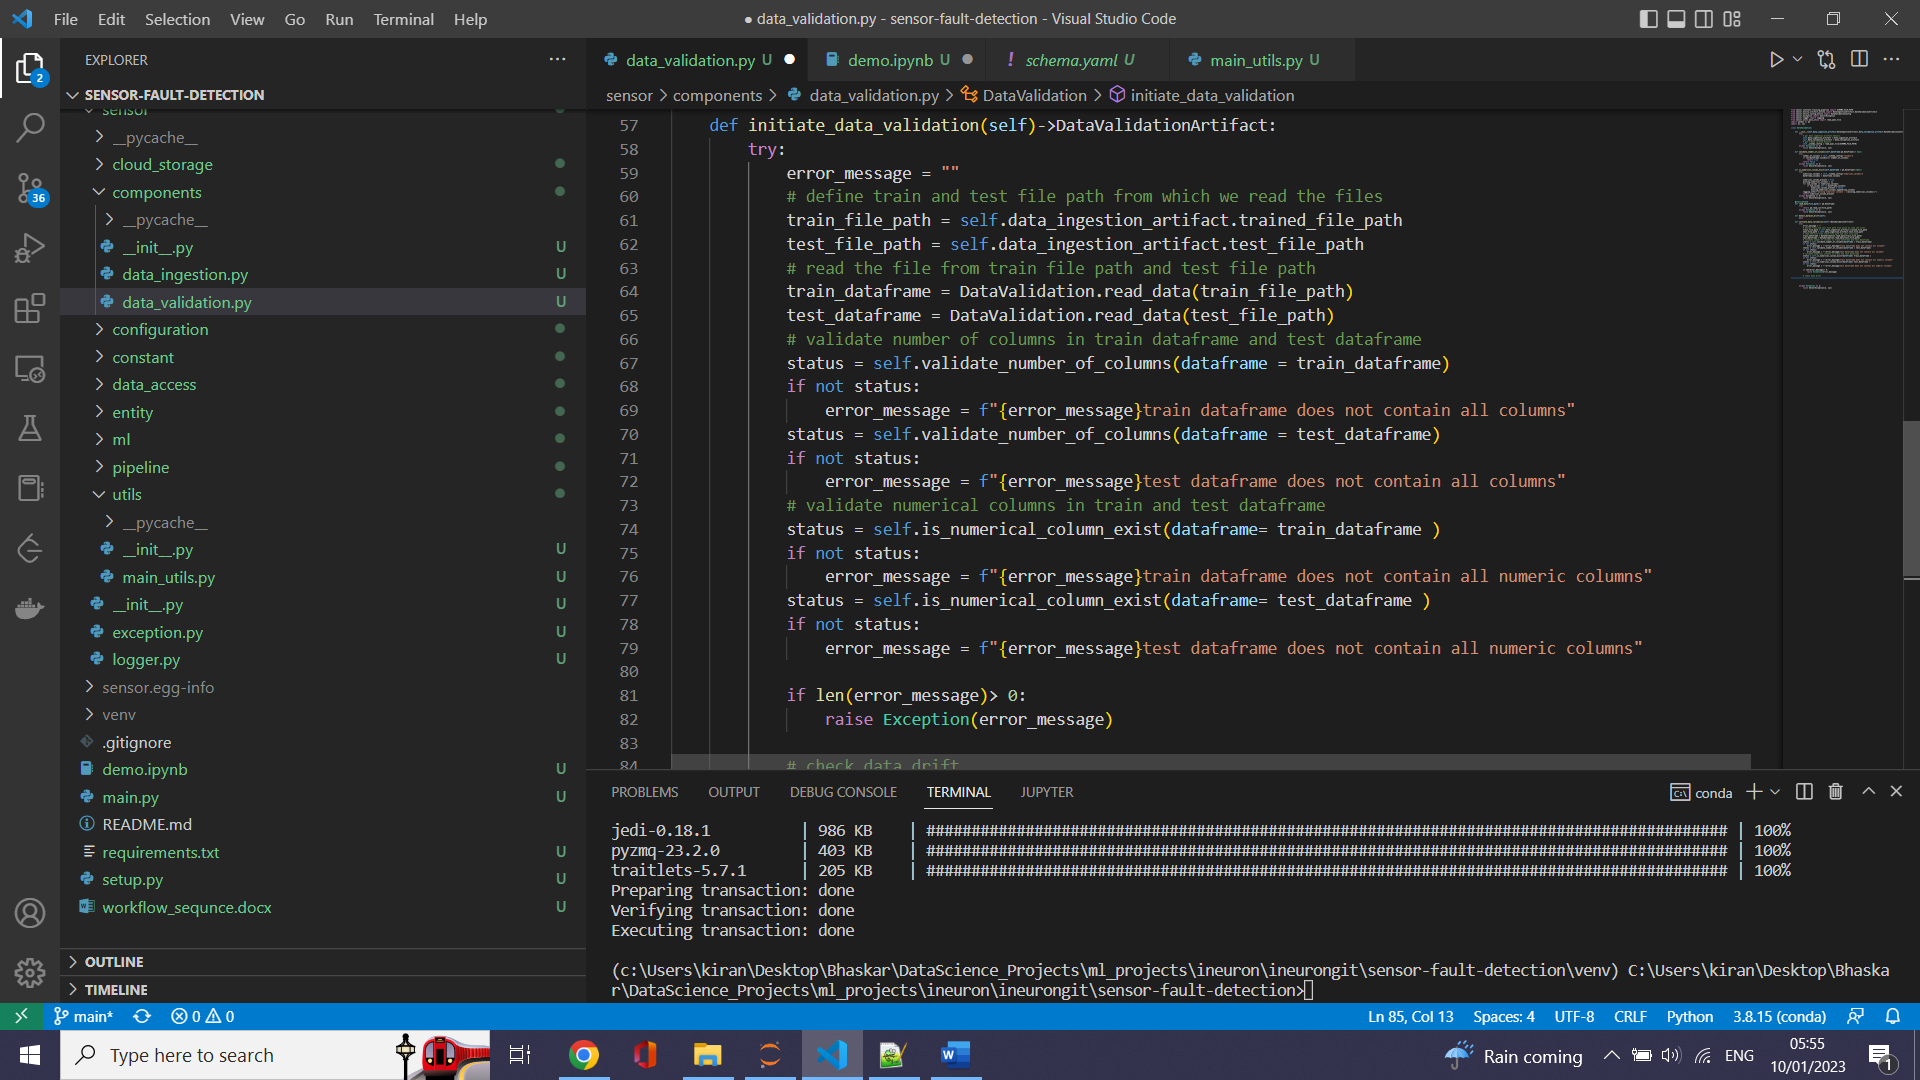 File Edit Selection View Go Run Terminal Help
● data_validation.py - sensor-fault-detection - Visual Studio Code
EXPLORER
SENSOR-FAULT-DETECTION
sensor
__pycache__
cloud_storage
components
__pycache__
__init__.py U
data_ingestion.py U
data_validation.py U
configuration
constant
data_access
entity
ml
pipeline
utils
__pycache__
__init__.py U
main_utils.py U
__init__.py U
exception.py U
logger.py U
sensor.egg-info
venv
.gitignore
demo.ipynb U
main.py U
README.md
requirements.txt U
setup.py U
workflow_sequnce.docx U
OUTLINE
TIMELINE
2
36
data_validation.py U ● demo.ipynb U ● ! schema.yaml U main_utils.py U
sensor > components > data_validation.py > DataValidation > initiate_data_validation
57 def initiate_data_validation(self)->DataValidationArtifact:
58 try:
59 error_message = ""
60 # define train and test file path from which we read the files
61 train_file_path = self.data_ingestion_artifact.trained_file_path
62 test_file_path = self.data_ingestion_artifact.test_file_path
63 # read the file from train file path and test file path
64 train_dataframe = DataValidation.read_data(train_file_path)
65 test_dataframe = DataValidation.read_data(test_file_path)
66 # validate number of columns in train dataframe and test dataframe
67 status = self.validate_number_of_columns(dataframe = train_dataframe)
68 if not status:
69 error_message = f"{error_message}train dataframe does not contain all columns"
70 status = self.validate_number_of_columns(dataframe = test_dataframe)
71 if not status:
72 error_message = f"{error_message}test dataframe does not contain all columns"
73 # validate numerical columns in train and test dataframe
74 status = self.is_numerical_column_exist(dataframe= train_dataframe )
75 if not status:
76 error_message = f"{error_message}train dataframe does not contain all numeric columns"
77 status = self.is_numerical_column_exist(dataframe= test_dataframe )
78 if not status:
79 error_message = f"{error_message}test dataframe does not contain all numeric columns"
80
81 if len(error_message)> 0:
82 raise Exception(error_message)
83
84 # check data drift
PROBLEMS OUTPUT DEBUG CONSOLE TERMINAL JUPYTER
conda
jedi-0.18.1 | 986 KB | ################################################################################### | 100%
pyzmq-23.2.0 | 403 KB | ################################################################################### | 100%
traitlets-5.7.1 | 205 KB | ################################################################################### | 100%
Preparing transaction: done
Verifying transaction: done
Executing transaction: done
(c:\Users\kiran\Desktop\Bhaskar\DataScience_Projects\ml_projects\ineuron\ineurongit\sensor-fault-detection\venv) C:\Users\kiran\Desktop\Bhaska
r\DataScience_Projects\ml_projects\ineuron\ineurongit\sensor-fault-detection>
main* 0 0 Ln 85, Col 13 Spaces: 4 UTF-8 CRLF Python 3.8.15 (conda)
Type here to search
Rain coming ENG
05:55
10/01/2023
1